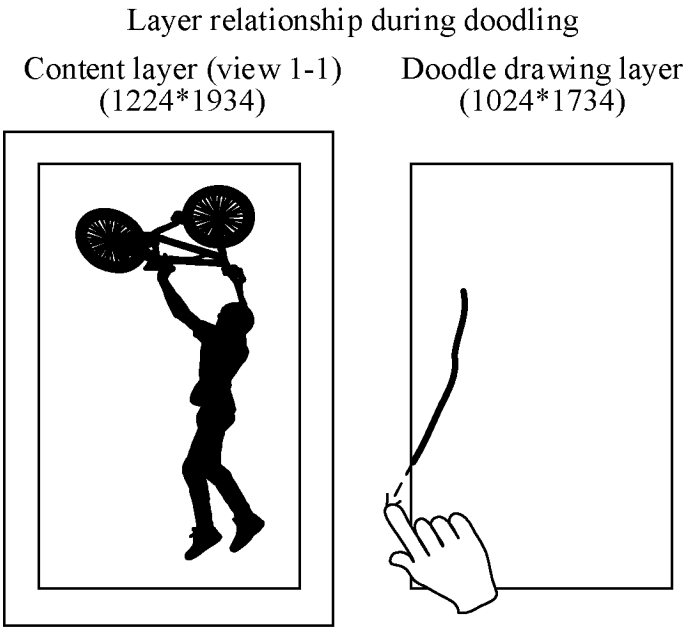 Layer relationship during doodling
Content layer (view 1-1)
(1224*1934)
Doodle drawing layer
(1024*1734)